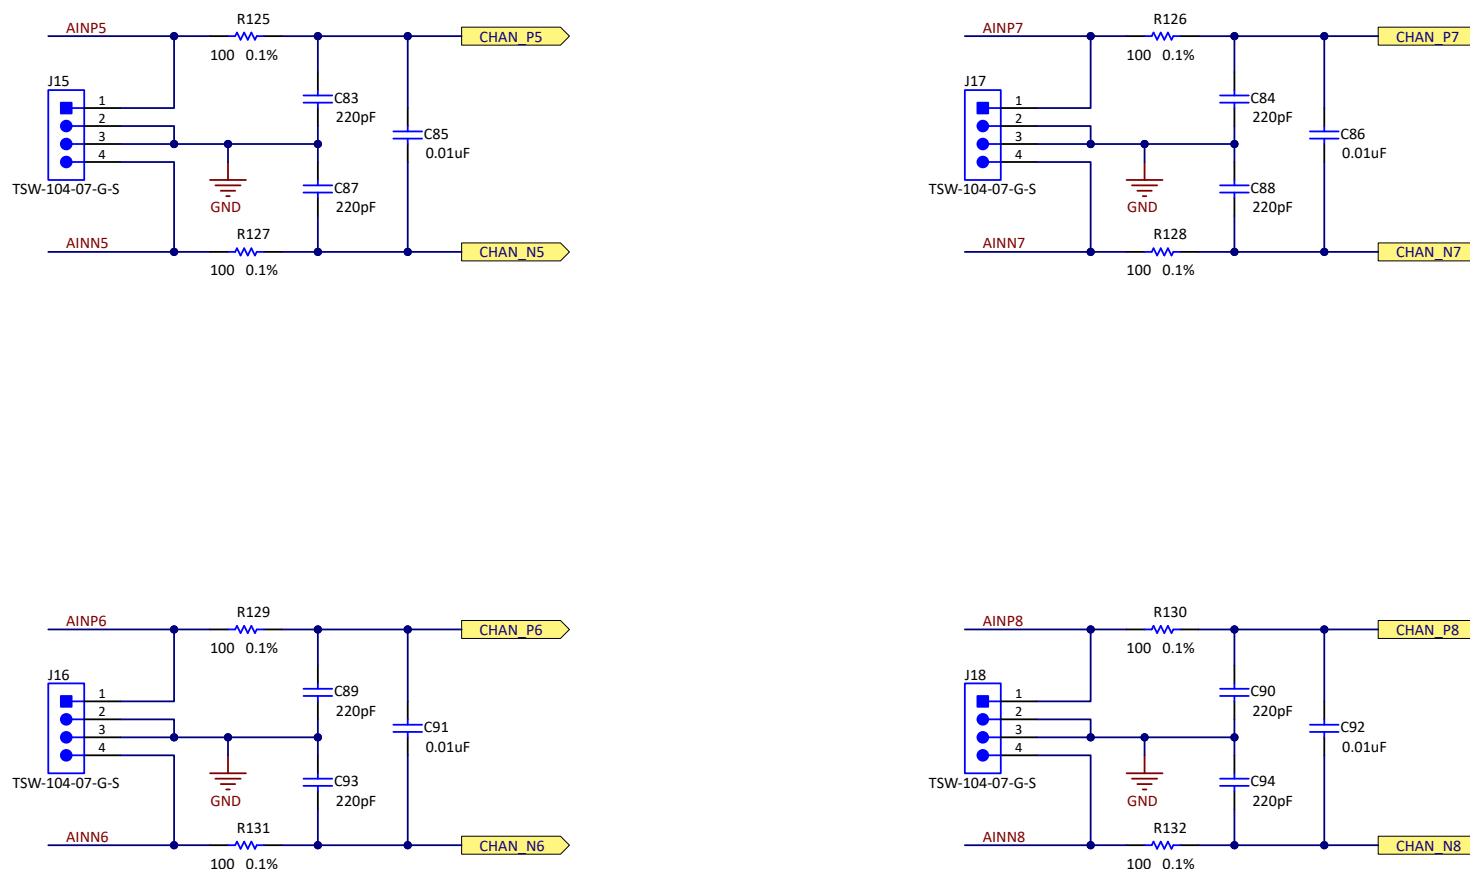 R125
AINP5
CHAN_P5
100 0.1%
J15
1
2
3
4
C83
220pF
C85
0.01uF
TSW-104-07-G-S
C87
220pF
GND
R127
AINN5
CHAN_N5
100 0.1%
R126
AINP7
CHAN_P7
100 0.1%
J17
1
2
3
4
C84
220pF
C86
0.01uF
TSW-104-07-G-S
C88
220pF
GND
R128
AINN7
CHAN_N7
100 0.1%
R129
AINP6
CHAN_P6
100 0.1%
J16
1
2
3
4
C89
220pF
C91
0.01uF
TSW-104-07-G-S
C93
220pF
GND
R131
AINN6
CHAN_N6
100 0.1%
R130
AINP8
CHAN_P8
100 0.1%
J18
1
2
3
4
C90
220pF
C92
0.01uF
TSW-104-07-G-S
C94
220pF
GND
R132
AINN8
CHAN_N8
100 0.1%